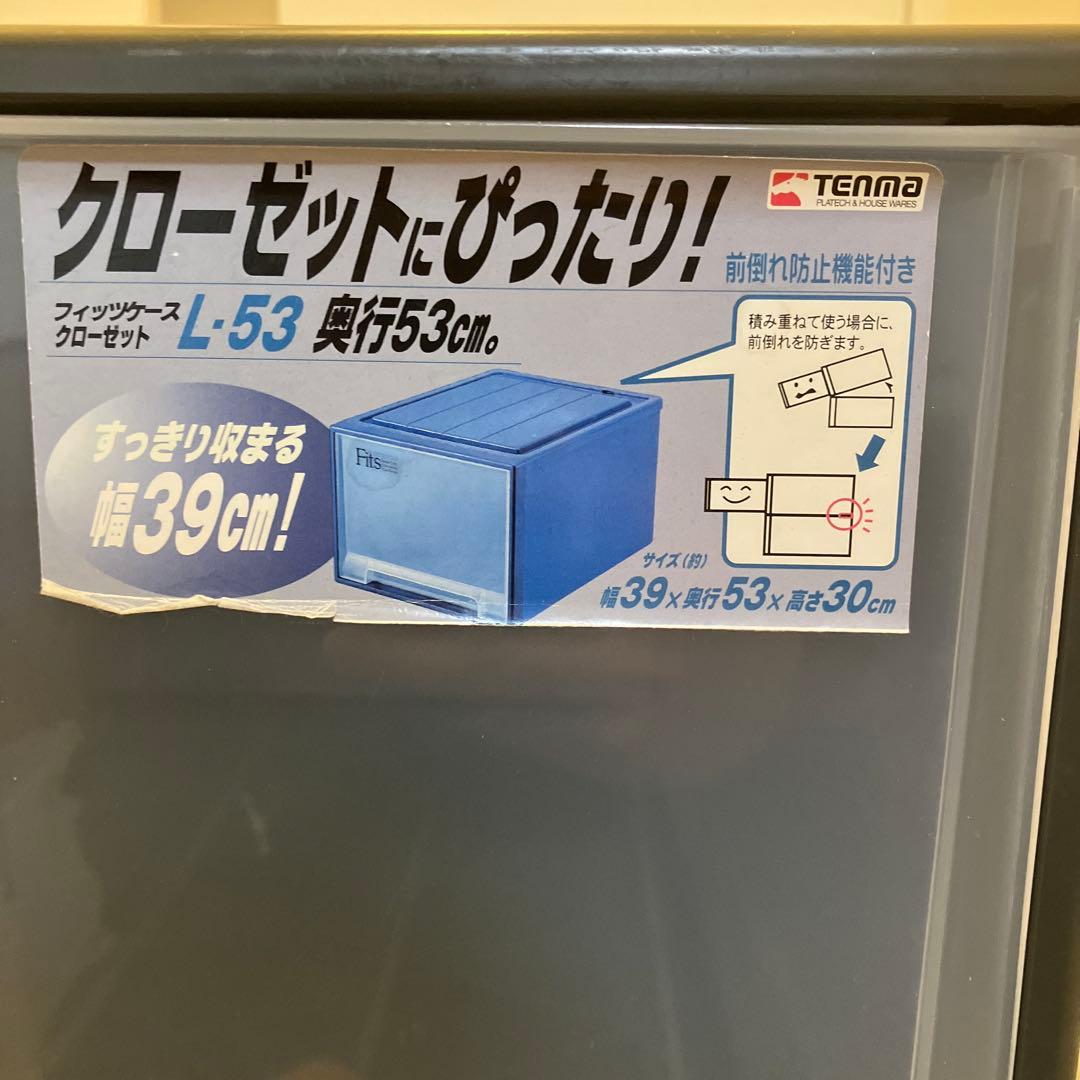 クローゼットにぴったり!
TENMA
PLATECH & HOUSE WARES
前倒れ防止機能付き
フィッツケース
クローゼット
L・53 奥行53cm。
積み重ねて使う場合に、
前倒れを防ぎます。
すっきり収まる
幅39cm!
Fits
サイズ(約)
幅39×奥行53×高さ30cm